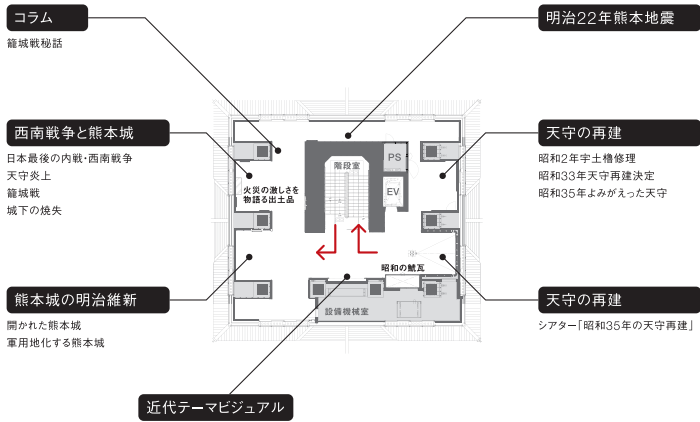 コラム
籠城戦秘話
明治22年熊本地震
西南戦争と熊本城
日本最後の内戦・西南戦争
天守炎上
籠城戦
城下の焼失
天守の再建
昭和2年宇土櫓修理
昭和33年天守再建決定
昭和35年よみがえった天守
階段室
PS
EV
火災の激しさを
物語る出土品
昭和の鯱瓦
設備機械室
熊本城の明治維新
開かれた熊本城
軍用地化する熊本城
天守の再建
シアター「昭和35年の天守再建」
近代テーマビジュアル